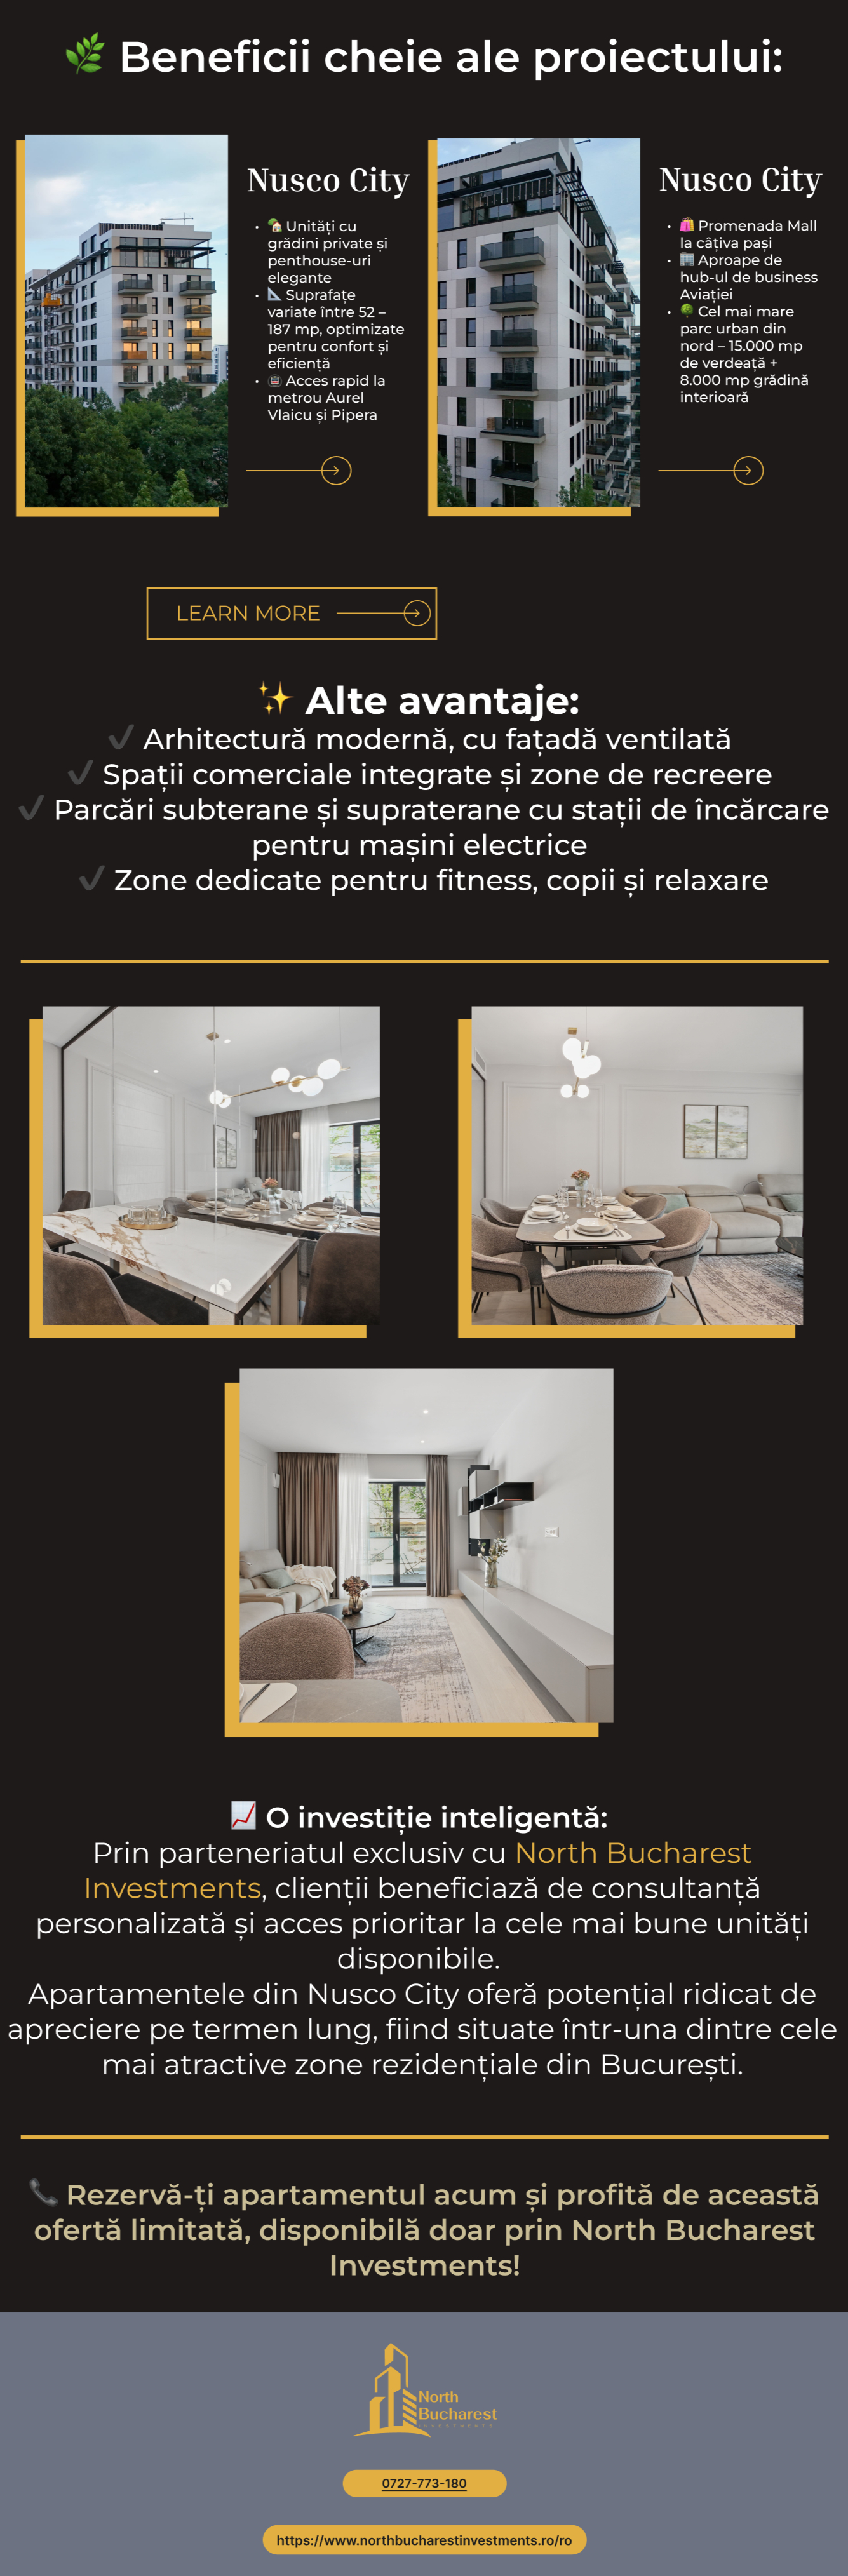 Beneficii cheie ale proiectului:
Nusco City
• Unități cu
grădini private și
penthouse-uri
elegante
• Suprafațe
variate între 52 –
187 mp, optimizate
pentru confort și
eficiență
• Acces rapid la
metrou Aurel
Vlaicu și Pipera
Nusco City
• Promenada Mall
la câțiva pași
• Aproape de
hub-ul de business
Aviației
• Cel mai mare
parc urban din
nord – 15.000 mp
de verdeață +
8.000 mp grădină
interioară
LEARN MORE
✨ Alte avantaje:
✔ Arhitectură modernă, cu fațadă ventilată
✔ Spații comerciale integrate și zone de recreere
✔ Parcări subterane și supraterane cu stații de încărcare
pentru mașini electrice
✔ Zone dedicate pentru fitness, copii și relaxare
O investiție inteligentă:
Prin parteneriatul exclusiv cu North Bucharest
Investments, clienții beneficiază de consultanță
personalizată și acces prioritar la cele mai bune unități
disponibile.
Apartamentele din Nusco City oferă potențial ridicat de
apreciere pe termen lung, fiind situate într-una dintre cele
mai atractive zone rezidențiale din București.
Rezervă-ți apartamentul acum și profită de această
ofertă limitată, disponibilă doar prin North Bucharest
Investments!
North
Bucharest
INVESTMENTS
0727-773-180
https://www.northbucharestinvestments.ro/ro